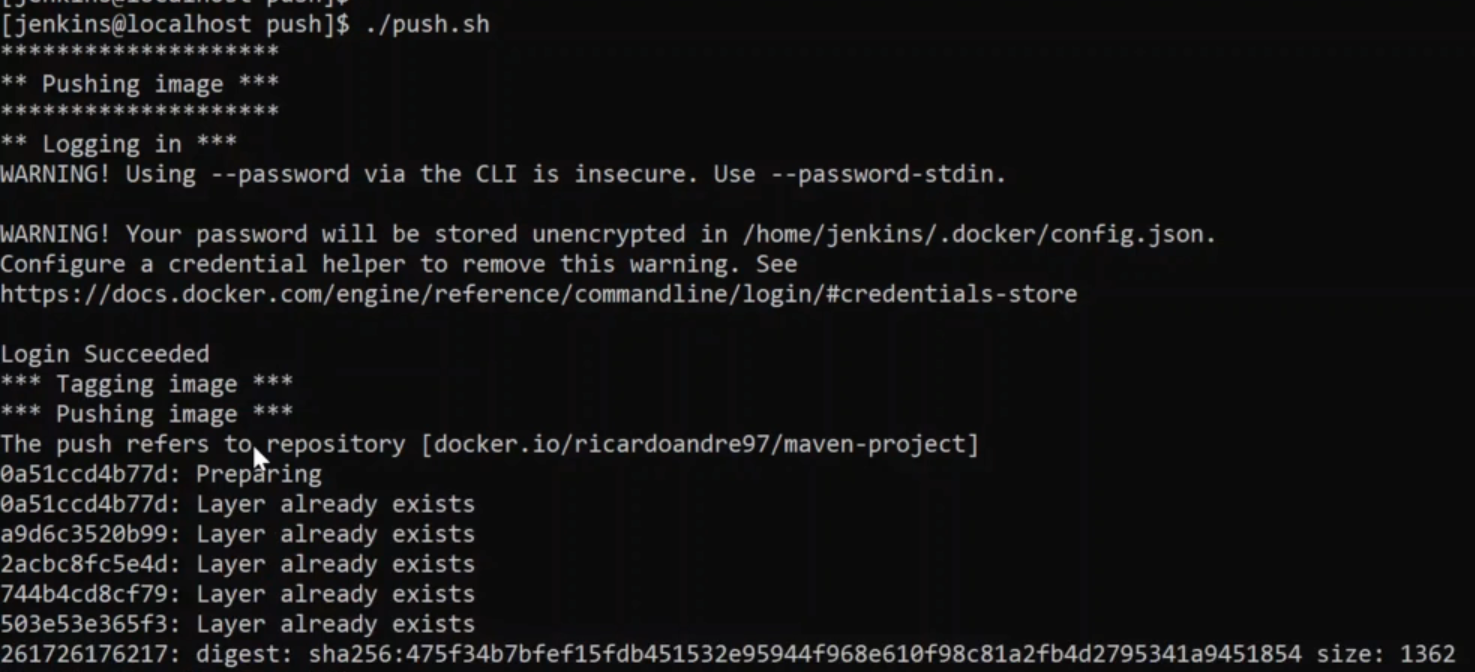 [jenkins@localhost push]$
[jenkins@localhost push]$ ./push.sh
********************
** Pushing image ***
********************
** Logging in ***
WARNING! Using --password via the CLI is insecure. Use --password-stdin.
WARNING! Your password will be stored unencrypted in /home/jenkins/.docker/config.json.
Configure a credential helper to remove this warning. See
https://docs.docker.com/engine/reference/commandline/login/#credentials-store
Login Succeeded
*** Tagging image ***
*** Pushing image ***
The push refers to repository [docker.io/ricardoandre97/maven-project]
0a51ccd4b77d: Preparing
0a51ccd4b77d: Layer already exists
a9d6c3520b99: Layer already exists
2acbc8fc5e4d: Layer already exists
744b4cd8cf79: Layer already exists
503e53e365f3: Layer already exists
261726176217: digest: sha256:475f34b7bfef15fdb451532e95944f968e610f98c81a2fb4d2795341a9451854 size: 1362